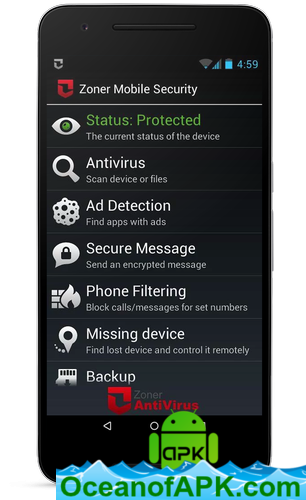 4:59
Zoner Mobile Security
Status: Protected
The current status of the device
Antivirus
Scan device or files
Ad Detection
Find apps with ads
Secure Message
Send an encrypted message
Phone Filtering
Block calls/messages for set numbers
Missing device
Find lost device and control it remotely
Backup
Zoner
AntiVirus
APK
OceanofAPK.com